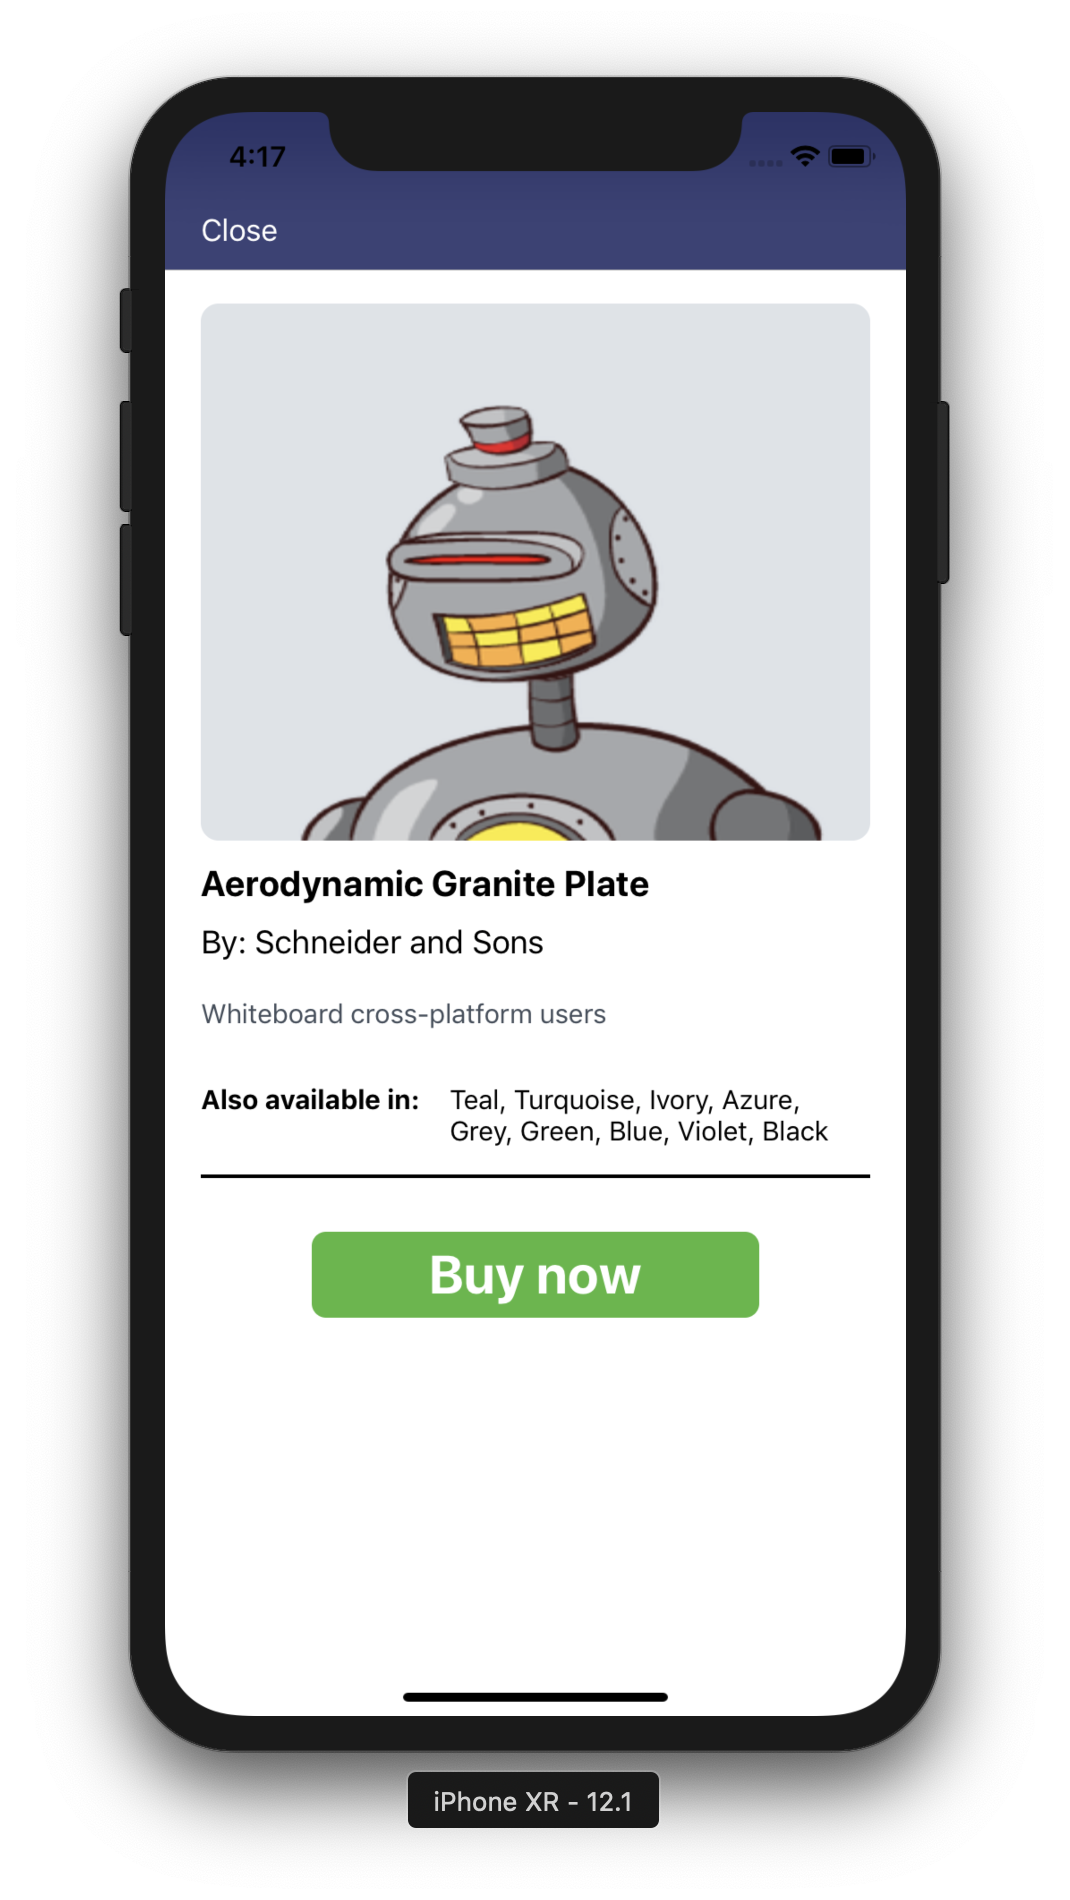 4:17
Close
Aerodynamic Granite Plate
By: Schneider and Sons
Whiteboard cross-platform users
Also available in: Teal, Turquoise, Ivory, Azure,
Grey, Green, Blue, Violet, Black
Buy now
iPhone XR - 12.1